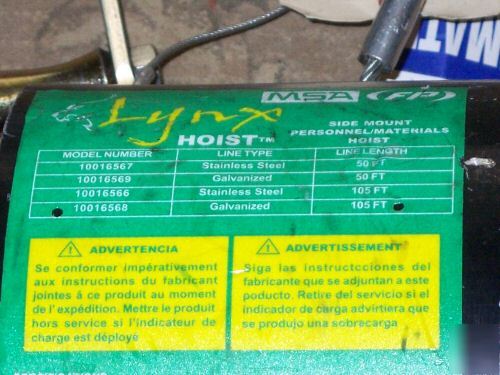 MAT
W
Lynx
HOIST™
MSA FP
SIDE MOUNT
PERSONNEL/MATERIALS
HOIST
MODEL NUMBER LINE TYPE LINE LENGTH
10016567 Stainless Steel 50 FT
10016569 Galvanized 50 FT
10016566 Stainless Steel 105 FT
10016568 Galvanized 105 FT
ADVERTENCIA
Se conformer impérativement
aux instructions du fabricant
jointes á ce produit au moment
de l'expédition. Mettre le produit
hors service si l'indicateur de
charge est déployé
ADVERTISSEMENT
Siga las instructcciones del
fabricante que se adjuntan a este
poducto. Retire del servicio si el
indicador de carga advirtiera que
se produjo una sobrecarga